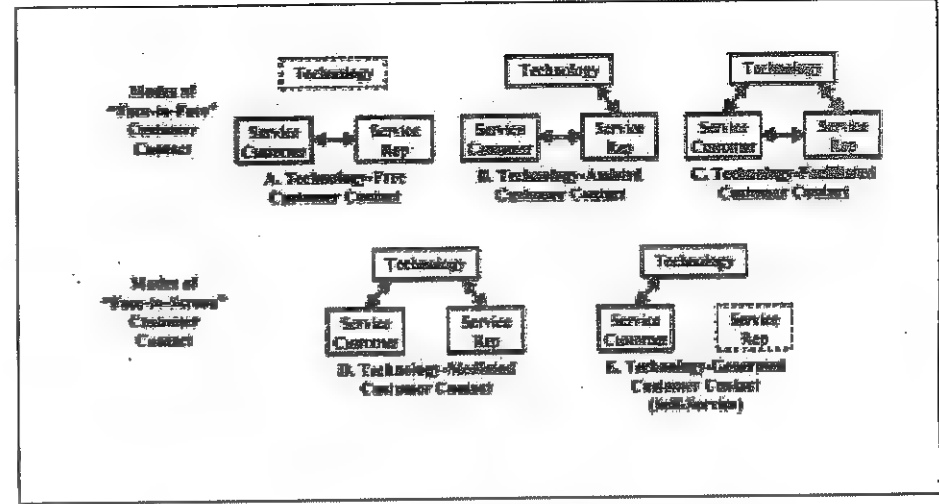 Technology
Technology
Technology
Modes of
"Face-to-Face"
Customer
Contact
Service
Customer
Service
Rep
Service
Customer
Service
Rep
Service
Customer
Service
Rep
A. Technology-Free
Customer Contact
B. Technology-Assisted
Customer Contact
C. Technology-Facilitated
Customer Contact
Technology
Technology
Modes of
"Face-to-Screen"
Customer
Contact
Service
Customer
Service
Rep
Service
Customer
Service
Rep
D. Technology-Mediated
Customer Contact
E. Technology-Generated
Customer Contact
(Self-Service)